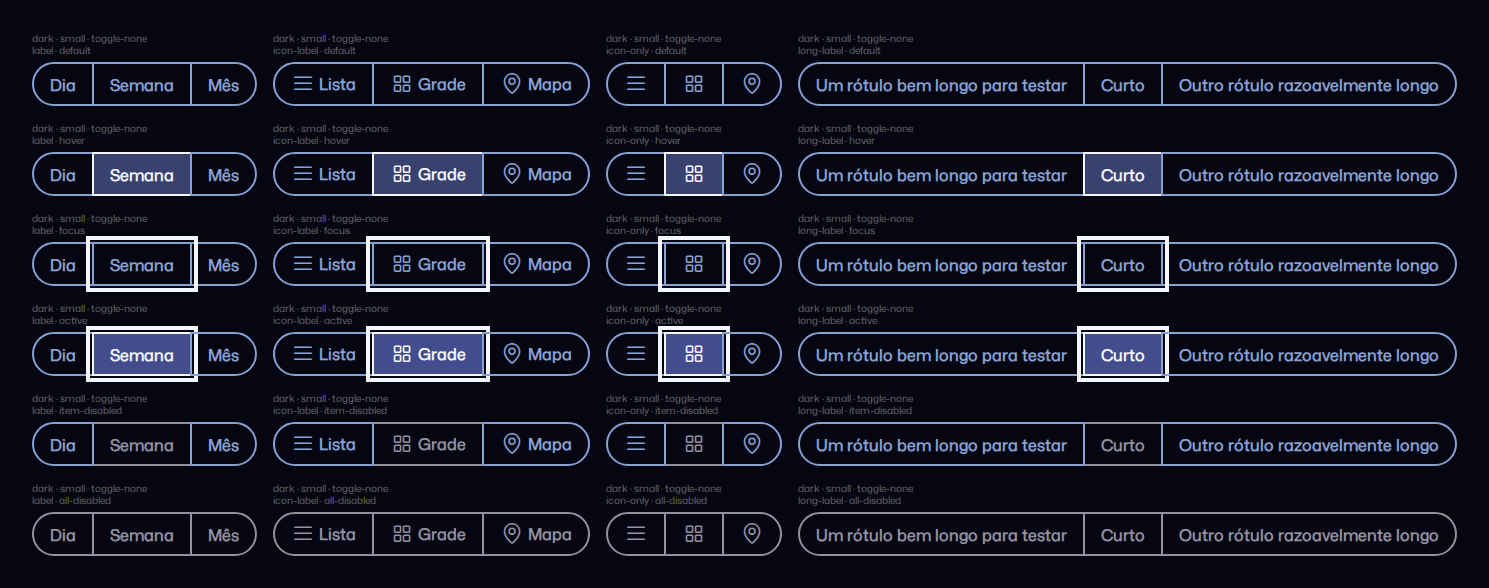 dark · small · toggle-none
label · default
Dia Semana Mês
dark · small · toggle-none
icon-label · default
Lista Grade Mapa
dark · small · toggle-none
icon-only · default
dark · small · toggle-none
long-label · default
Um rótulo bem longo para testar Curto Outro rótulo razoavelmente longo
dark · small · toggle-none
label · hover
Dia Semana Mês
dark · small · toggle-none
icon-label · hover
Lista Grade Mapa
dark · small · toggle-none
icon-only · hover
dark · small · toggle-none
long-label · hover
Um rótulo bem longo para testar Curto Outro rótulo razoavelmente longo
dark · small · toggle-none
label · focus
Dia Semana Mês
dark · small · toggle-none
icon-label · focus
Lista Grade Mapa
dark · small · toggle-none
icon-only · focus
dark · small · toggle-none
long-label · focus
Um rótulo bem longo para testar Curto Outro rótulo razoavelmente longo
dark · small · toggle-none
label · active
Dia Semana Mês
dark · small · toggle-none
icon-label · active
Lista Grade Mapa
dark · small · toggle-none
icon-only · active
dark · small · toggle-none
long-label · active
Um rótulo bem longo para testar Curto Outro rótulo razoavelmente longo
dark · small · toggle-none
label · item-disabled
Dia Semana Mês
dark · small · toggle-none
icon-label · item-disabled
Lista Grade Mapa
dark · small · toggle-none
icon-only · item-disabled
dark · small · toggle-none
long-label · item-disabled
Um rótulo bem longo para testar Curto Outro rótulo razoavelmente longo
dark · small · toggle-none
label · all-disabled
Dia Semana Mês
dark · small · toggle-none
icon-label · all-disabled
Lista Grade Mapa
dark · small · toggle-none
icon-only · all-disabled
dark · small · toggle-none
long-label · all-disabled
Um rótulo bem longo para testar Curto Outro rótulo razoavelmente longo